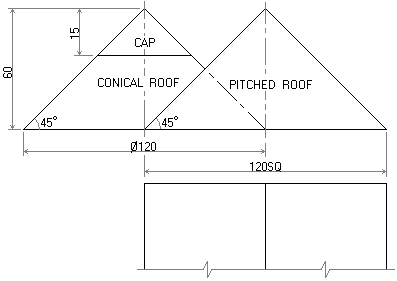 15
CAP
60
CONICAL ROOF
PITCHED ROOF
45°
45°
Ø120
120SQ